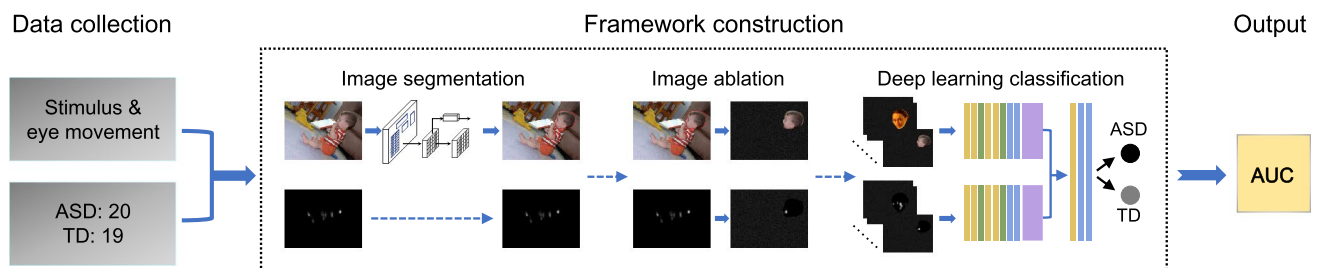 Data collection
Framework construction
Output
Stimulus &
eye movement
ASD: 20
TD: 19
Image segmentation
Image ablation
Deep learning classification
ASD
TD
AUC